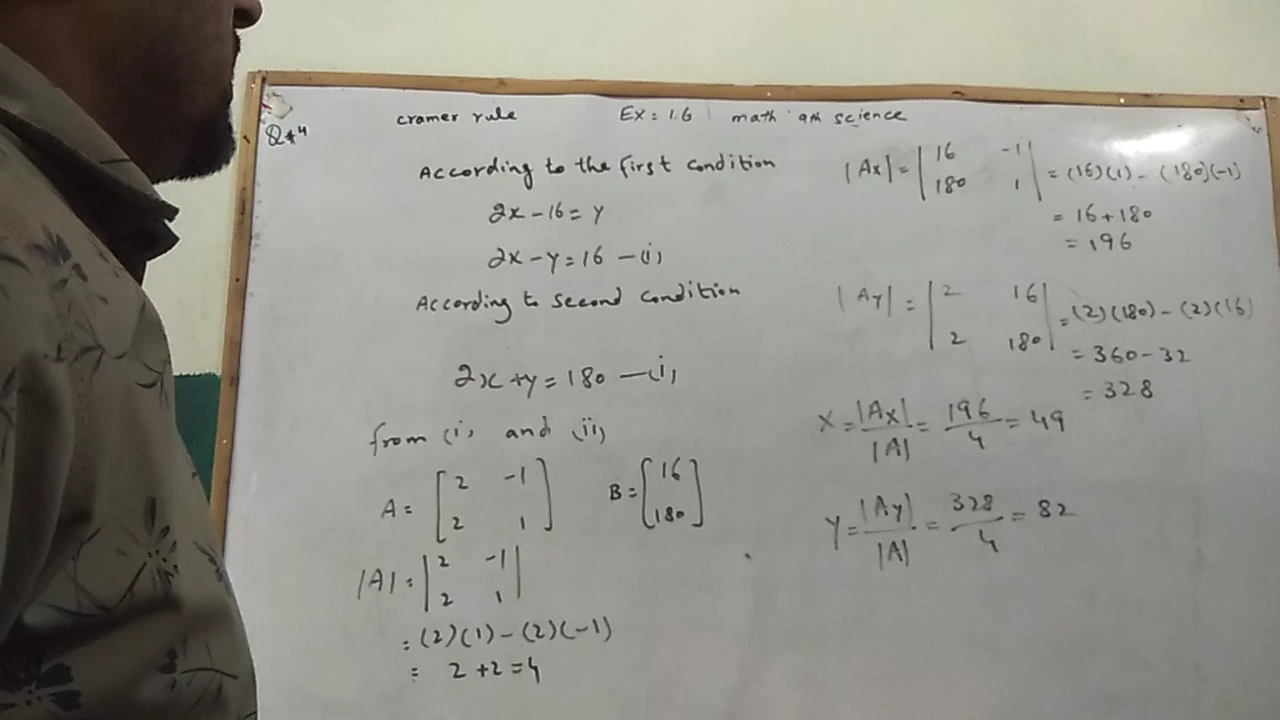 cramer rule Ex = 1.6 math 9th science
Q#4
According to the first condition
2x - 16 = y
2x - y = 16 - (i)
According to second condition
2x + y = 180 - (i)
from (i) and (ii)
A = [2 -1
2 1]
B = [16
180]
|A| = |2 -1
2 1|
= (2)(1) - (2)(-1)
= 2 + 2 = 4
|Ax| = |16 -1
180 1| = (16)(1) - (180)(-1)
= 16 + 180
= 196
|Ay| = |2 16
2 180| = (2)(180) - (2)(16)
= 360 - 32
= 328
x = |Ax| / |A| = 196 / 4 = 49
y = |Ay| / |A| = 328 / 4 = 82